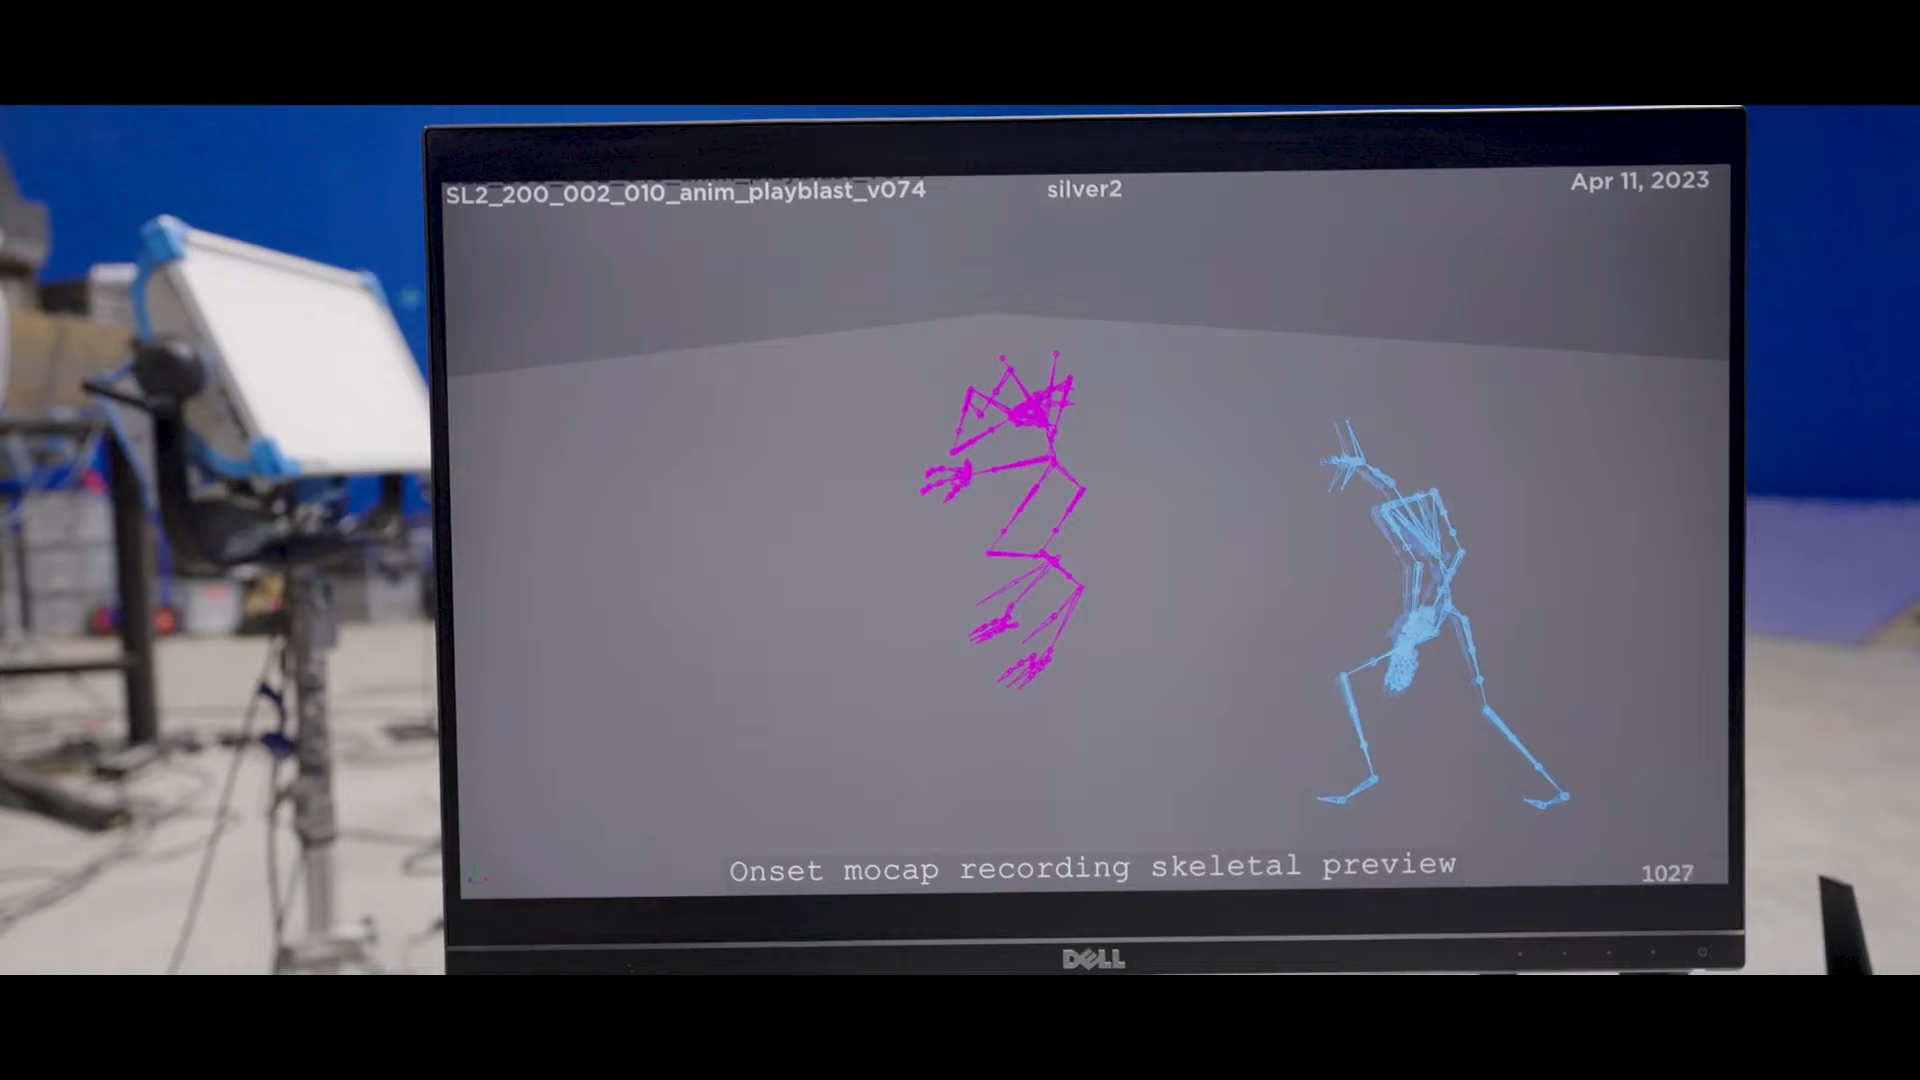 SL2_200_002_010_anim_playblast_v074
silver2
Apr 11, 2023
Onset mocap recording skeletal preview
1027
DELL